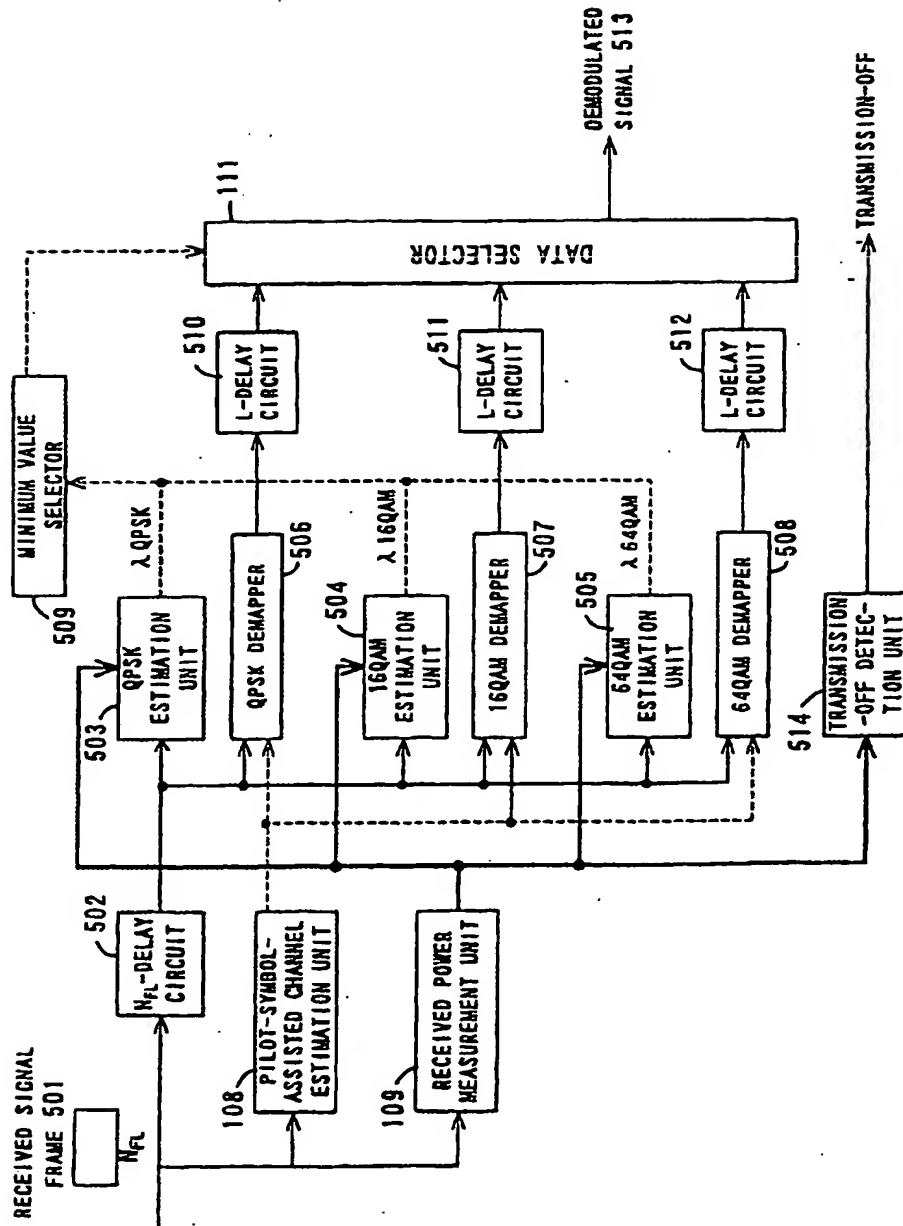 RECEIVED SIGNAL
FRAME 501
N_FL
502
N_FL-DELAY
CIRCUIT
108
PILOT-SYMBOL-
ASSISTED CHANNEL
ESTIMATION UNIT
109
RECEIVED POWER
MEASUREMENT UNIT
509
MINIMUM VALUE
SELECTOR
503
QPSK
ESTIMATION
UNIT
λ QPSK
506
QPSK DEMAPPER
504
16QAM
ESTIMATION
UNIT
λ 16QAM
507
16QAM DEMAPPER
505
64QAM
ESTIMATION
UNIT
λ 64QAM
508
64QAM DEMAPPER
514
TRANSMISSION
-OFF DETEC-
TION UNIT
510
L-DELAY
CIRCUIT
511
L-DELAY
CIRCUIT
512
L-DELAY
CIRCUIT
111
DATA SELECTOR
DEMODULATED
SIGNAL 513
TRANSMISSION-OFF